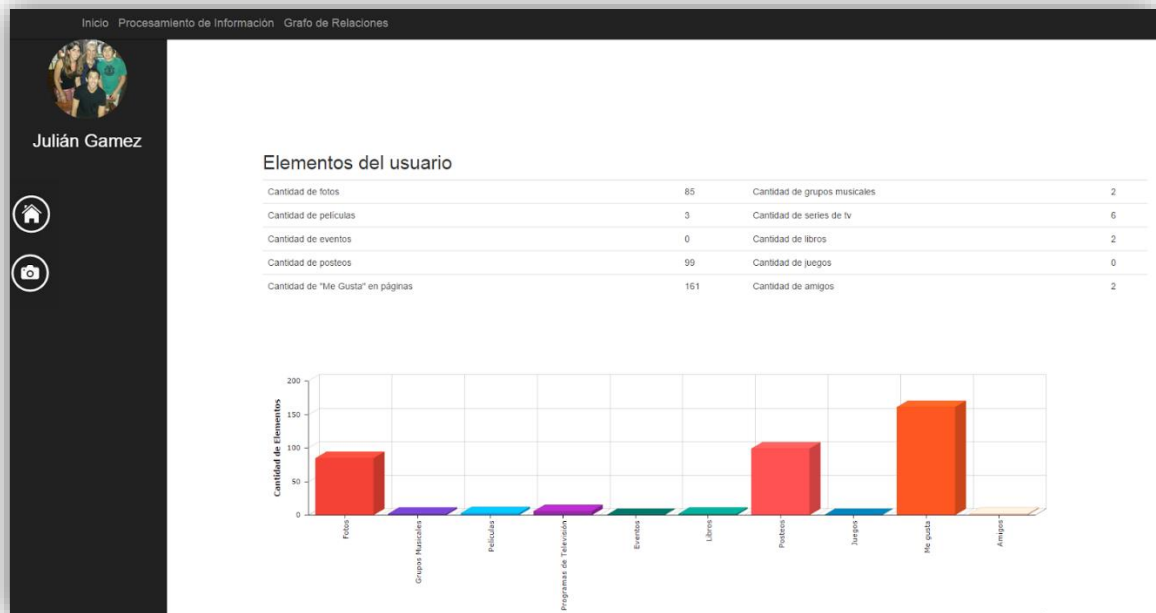 Inicio Procesamiento de Información Grafo de Relaciones
Julián Gamez
Elementos del usuario
Cantidad de fotos 85 Cantidad de grupos musicales 2
Cantidad de películas 3 Cantidad de series de tv 6
Cantidad de eventos 0 Cantidad de libros 2
Cantidad de posteos 99 Cantidad de juegos 0
Cantidad de "Me Gusta" en páginas 161 Cantidad de amigos 2
Cantidad de Elementos
200
150
100
50
0
Fotos
Grupos Musicales
Películas
Programas de Televisión
Eventos
Libros
Posteos
Juegos
Me gusta
Amigos